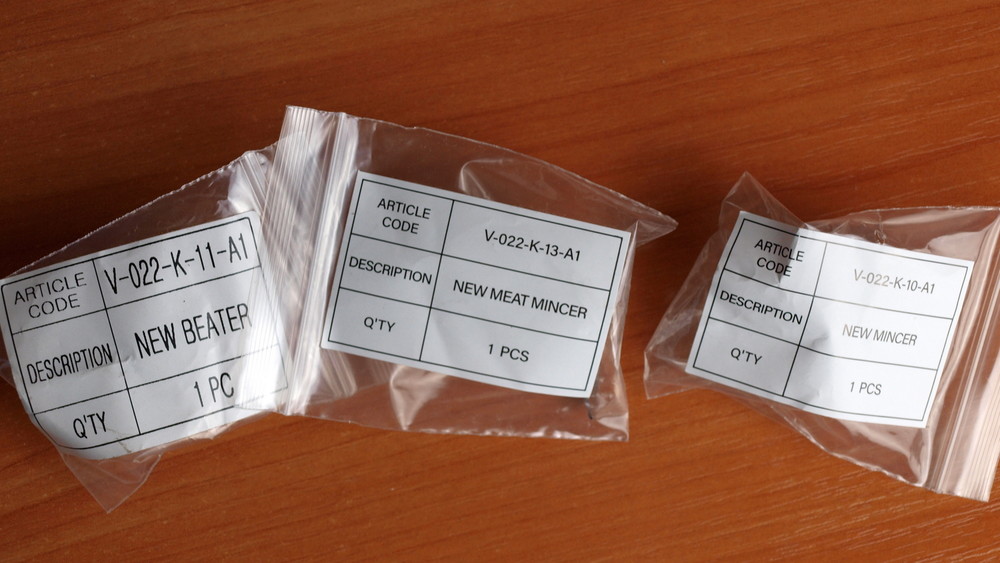 ARTICLE CODE V-022-K-11-A1
DESCRIPTION NEW BEATER
Q'TY 1 PC
ARTICLE CODE V-022-K-13-A1
DESCRIPTION NEW MEAT MINCER
Q'TY 1 PCS
ARTICLE CODE V-022-K-10-A1
DESCRIPTION NEW MINCER
Q'TY 1 PCS